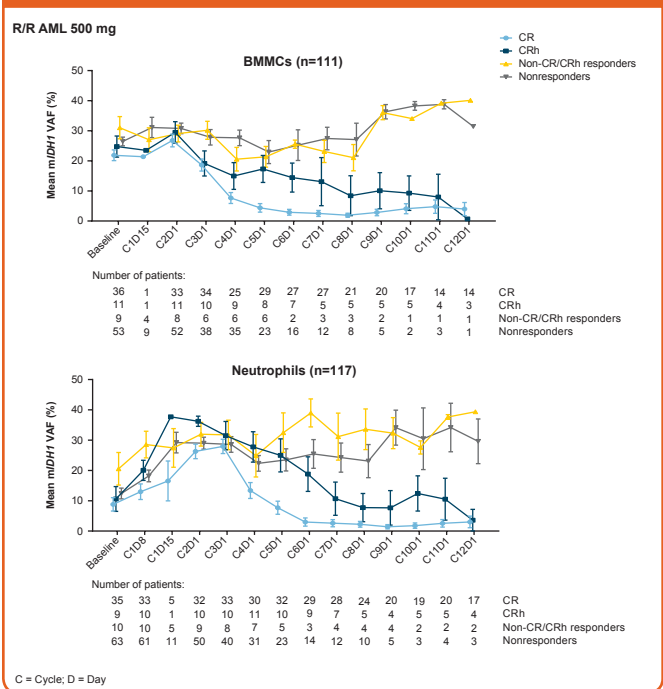 R/R AML 500 mg
CR
CRh
Non-CR/CRh responders
Nonresponders
BMMCs (n=111)
Mean mIDH1 VAF (%)
50
40
30
20
10
0
Baseline C1D15 C2D1 C3D1 C4D1 C5D1 C6D1 C7D1 C8D1 C9D1 C10D1 C11D1 C12D1
Number of patients:
36 1 33 34 25 29 27 27 21 20 17 14 14 CR
11 1 11 10 9 8 7 5 5 5 5 4 3 CRh
9 4 8 6 6 6 2 3 3 2 1 1 1 Non-CR/CRh responders
53 9 52 38 35 23 16 12 8 5 2 3 1 Nonresponders
Neutrophils (n=117)
Mean mIDH1 VAF (%)
50
40
30
20
10
0
Baseline C1D8 C1D15 C2D1 C3D1 C4D1 C5D1 C6D1 C7D1 C8D1 C9D1 C10D1 C11D1 C12D1
Number of patients:
35 33 5 32 33 30 32 29 28 24 20 19 20 17 CR
9 10 1 10 10 11 10 9 7 5 4 5 5 4 CRh
10 10 5 9 8 7 5 3 4 4 4 2 2 2 Non-CR/CRh responders
63 61 11 50 40 31 23 14 12 10 5 3 4 3 Nonresponders
C = Cycle; D = Day